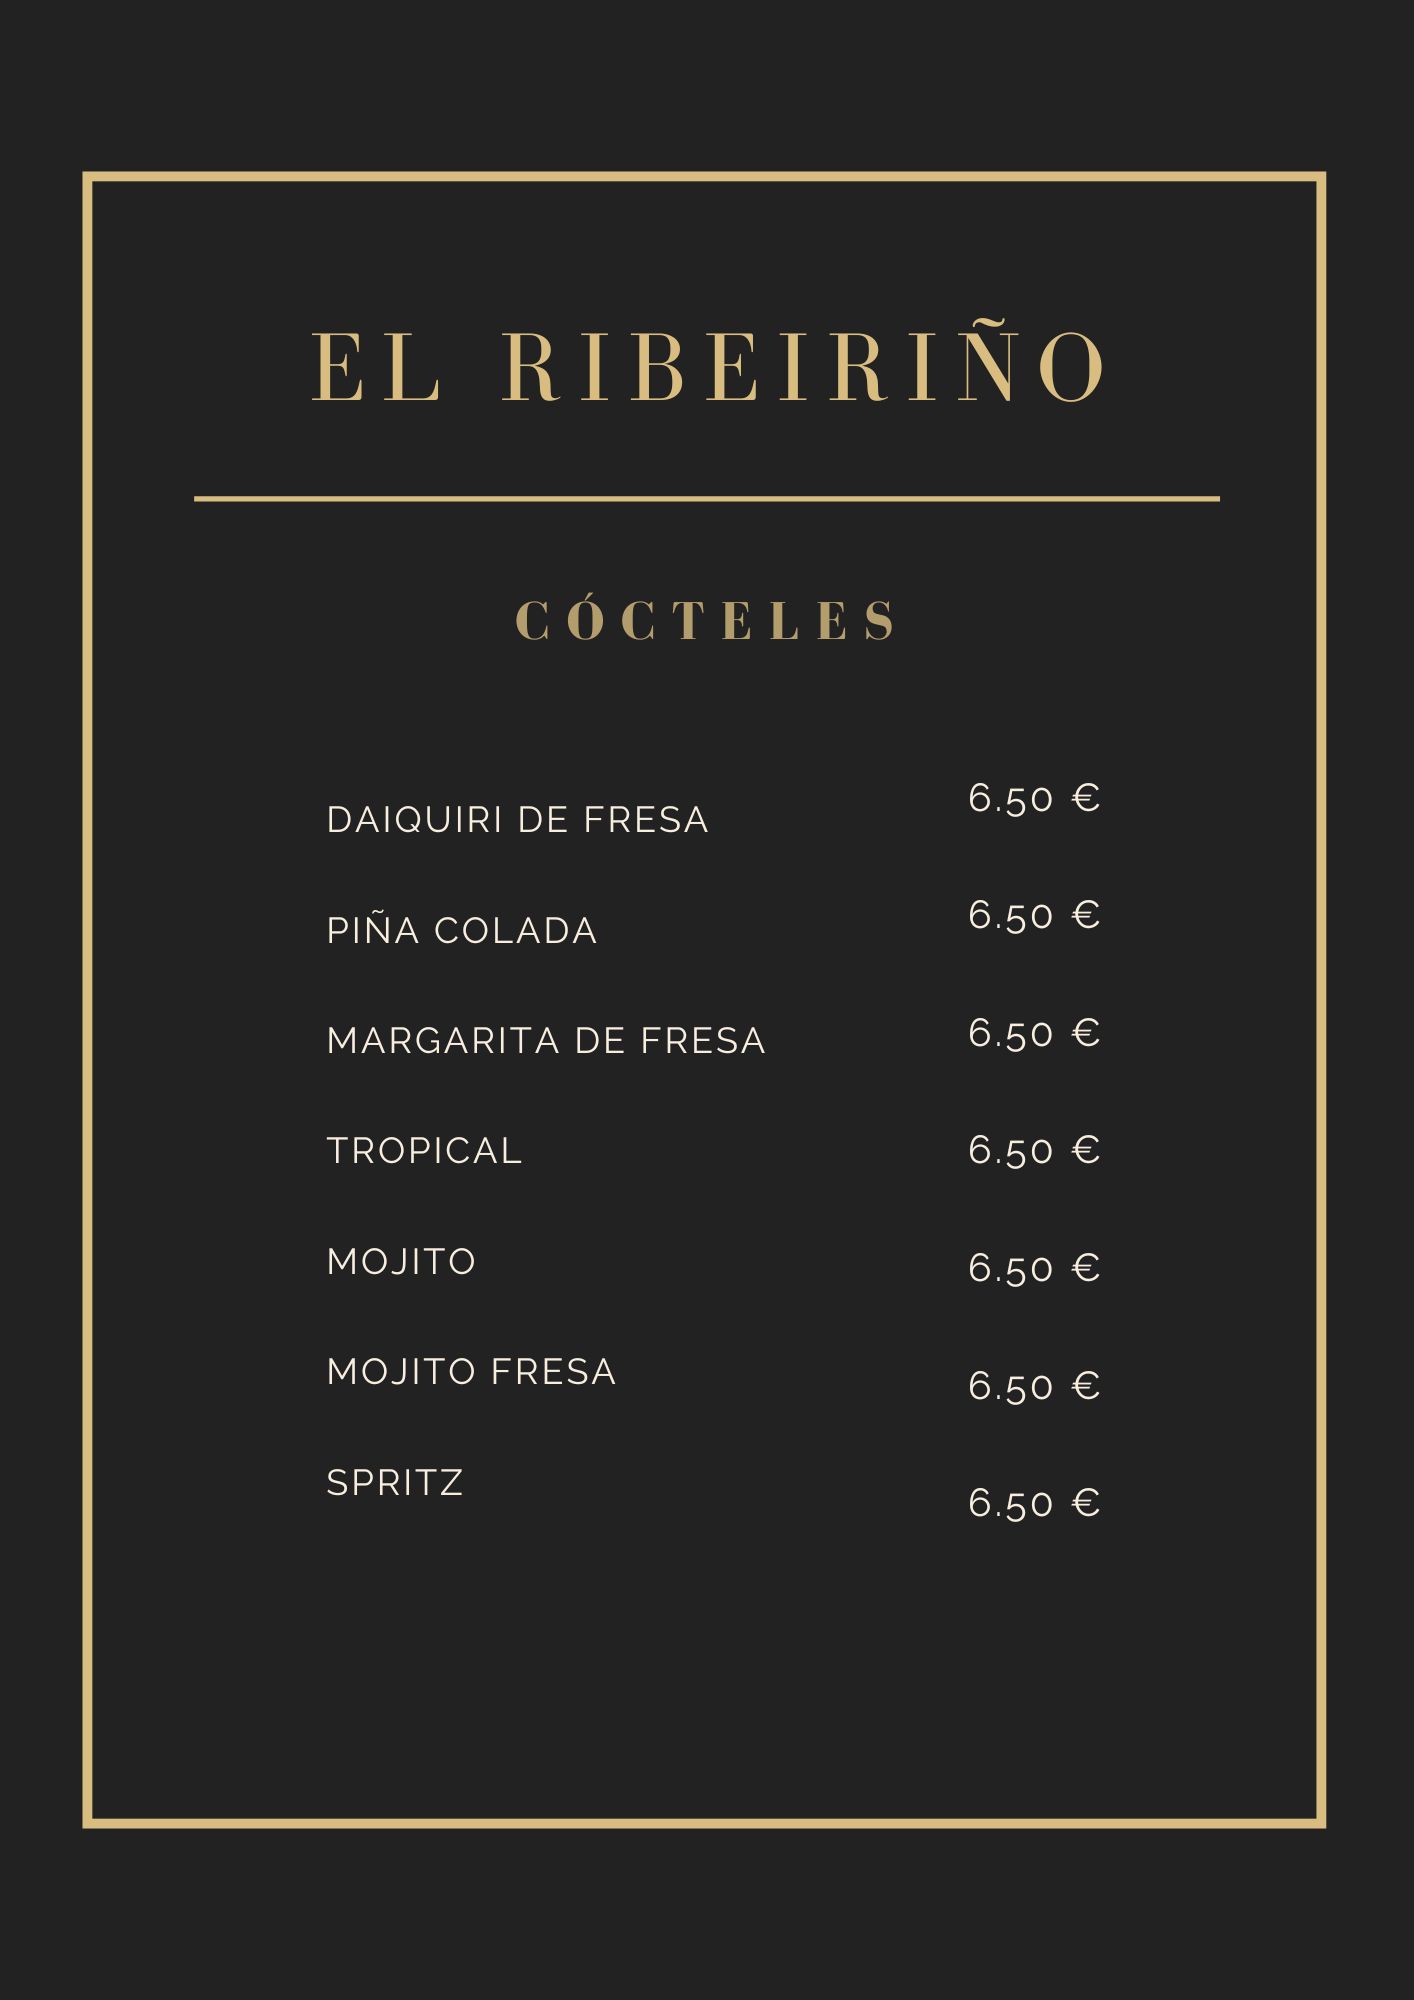 EL RIBEIRIÑO
CÓCTELES
DAIQUIRI DE FRESA 6.50 €
PIÑA COLADA 6.50 €
MARGARITA DE FRESA 6.50 €
TROPICAL 6.50 €
MOJITO 6.50 €
MOJITO FRESA 6.50 €
SPRITZ 6.50 €